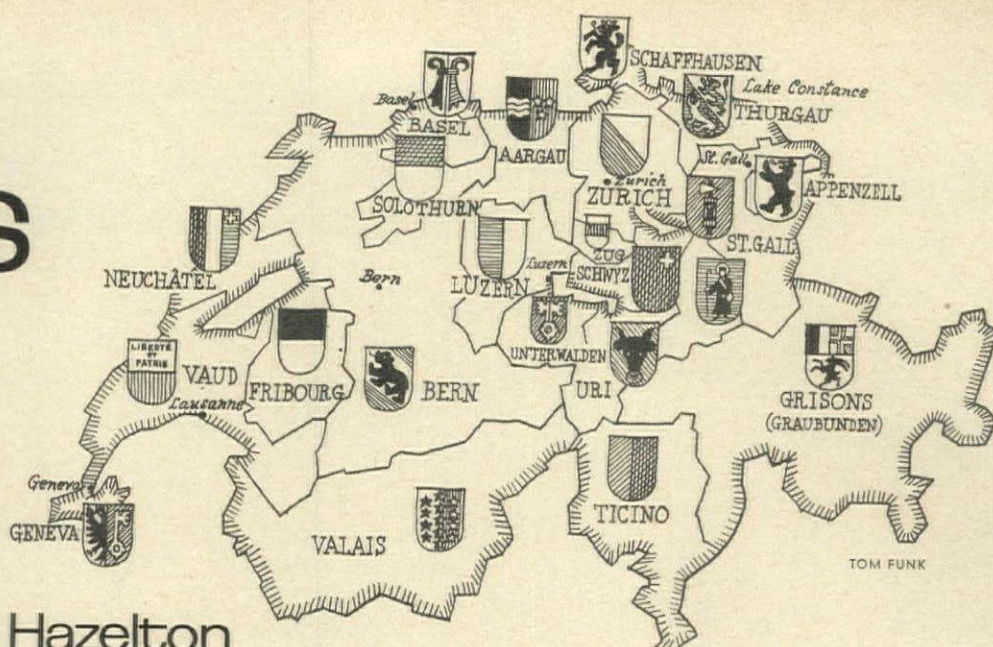 S
SCHAFFHAUSEN
Lake Constance
THURGAU
Basel
BASEL
AARGAU
St. Gall
Zurich
ZURICH
APPENZELL
SOLOTHURN
ST. GALL
NEUCHÂTEL
Bern
LUZERN
Luzern
ZUG
SCHWYZ
UNTERWALDEN
LIBERTÉ
ET
PATRIE
VAUD
FRIBOURG
BERN
URI
GRISONS
(GRAUBUNDEN)
Lausanne
Geneva
GENEVA
VALAIS
TICINO
TOM FUNK
Hazelton